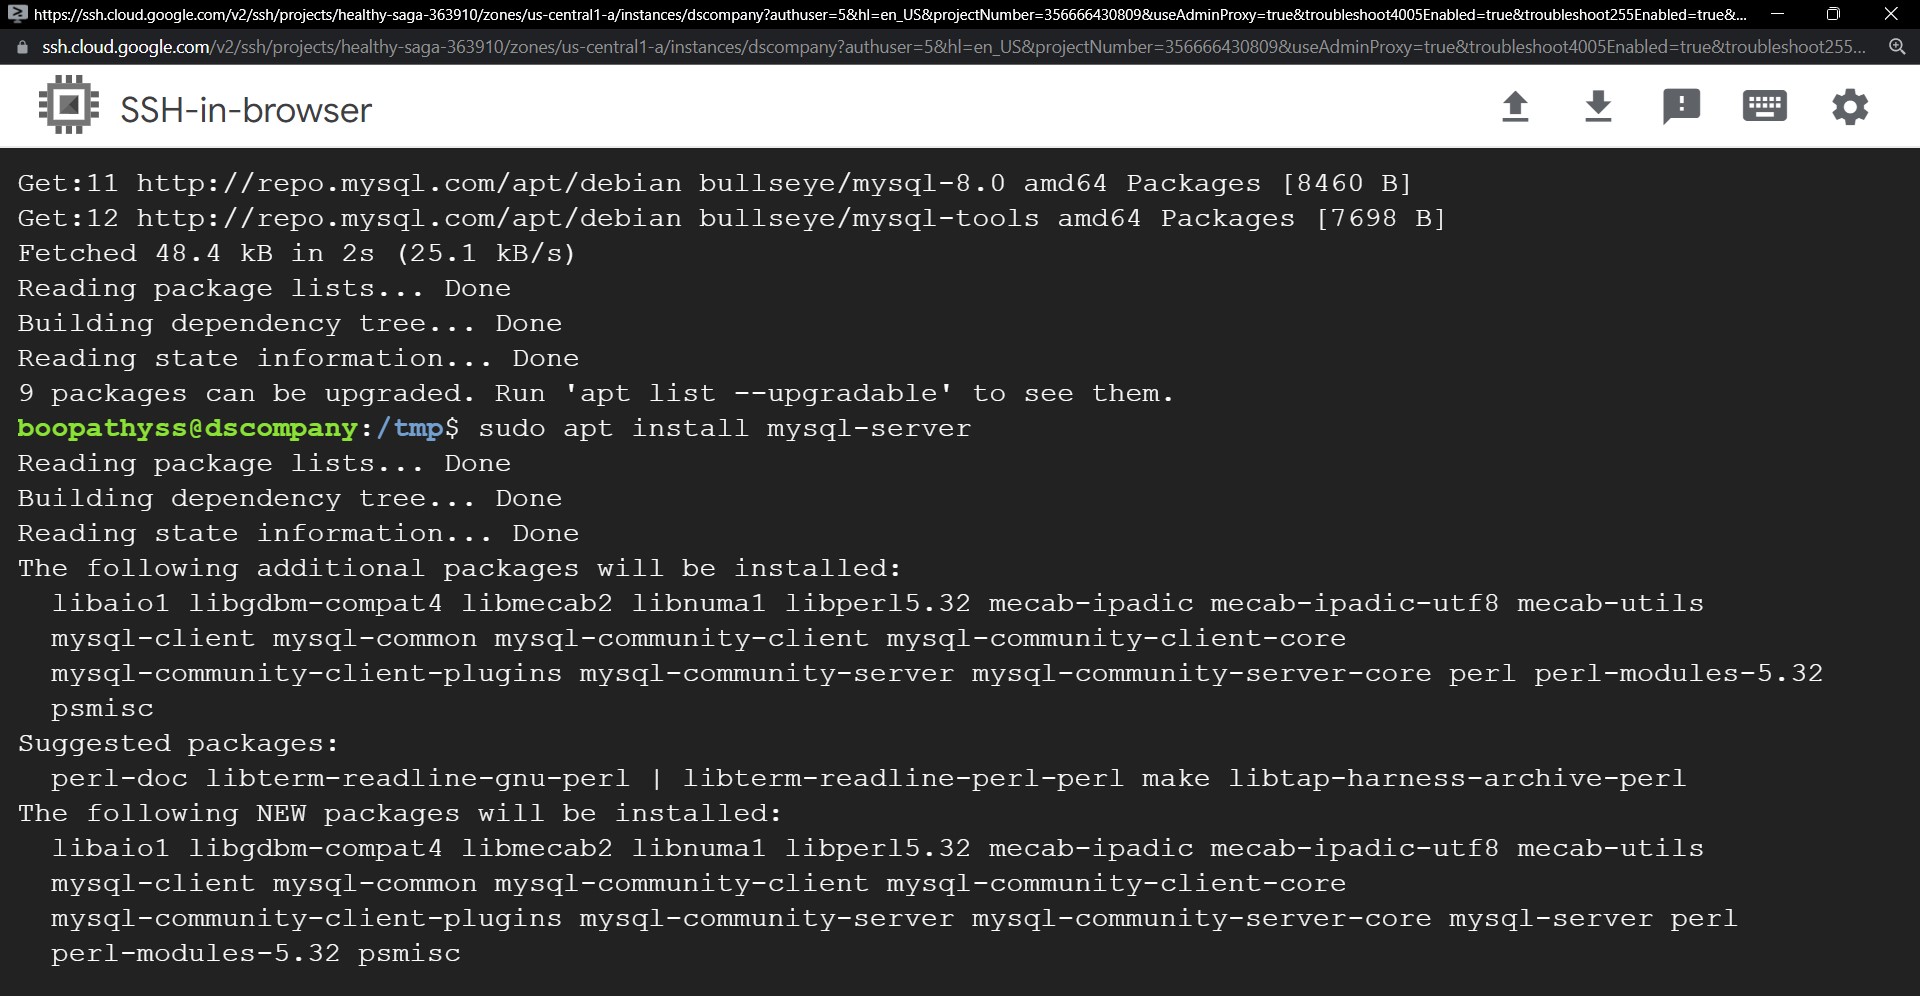 https://ssh.cloud.google.com/v2/ssh/projects/healthy-saga-363910/zones/us-central1-a/instances/dscompany?authuser=5&hl=en_US&projectNumber=356666430809&useAdminProxy=true&troubleshoot4005Enabled=true&troubleshoot255Enabled=true&...
ssh.cloud.google.com/v2/ssh/projects/healthy-saga-363910/zones/us-central1-a/instances/dscompany?authuser=5&hl=en_US&projectNumber=356666430809&useAdminProxy=true&troubleshoot4005Enabled=true&troubleshoot255...
SSH-in-browser
Get:11 http://repo.mysql.com/apt/debian bullseye/mysql-8.0 amd64 Packages [8460 B]
Get:12 http://repo.mysql.com/apt/debian bullseye/mysql-tools amd64 Packages [7698 B]
Fetched 48.4 kB in 2s (25.1 kB/s)
Reading package lists... Done
Building dependency tree... Done
Reading state information... Done
9 packages can be upgraded. Run 'apt list --upgradable' to see them.
boopathyss@dscompany:/tmp$ sudo apt install mysql-server
Reading package lists... Done
Building dependency tree... Done
Reading state information... Done
The following additional packages will be installed:
  libaio1 libgdbm-compat4 libmecab2 libnuma1 libperl5.32 mecab-ipadic mecab-ipadic-utf8 mecab-utils
  mysql-client mysql-common mysql-community-client mysql-community-client-core
  mysql-community-client-plugins mysql-community-server mysql-community-server-core perl perl-modules-5.32
  psmisc
Suggested packages:
  perl-doc libterm-readline-gnu-perl | libterm-readline-perl-perl make libtap-harness-archive-perl
The following NEW packages will be installed:
  libaio1 libgdbm-compat4 libmecab2 libnuma1 libperl5.32 mecab-ipadic mecab-ipadic-utf8 mecab-utils
  mysql-client mysql-common mysql-community-client mysql-community-client-core
  mysql-community-client-plugins mysql-community-server mysql-community-server-core mysql-server perl
  perl-modules-5.32 psmisc